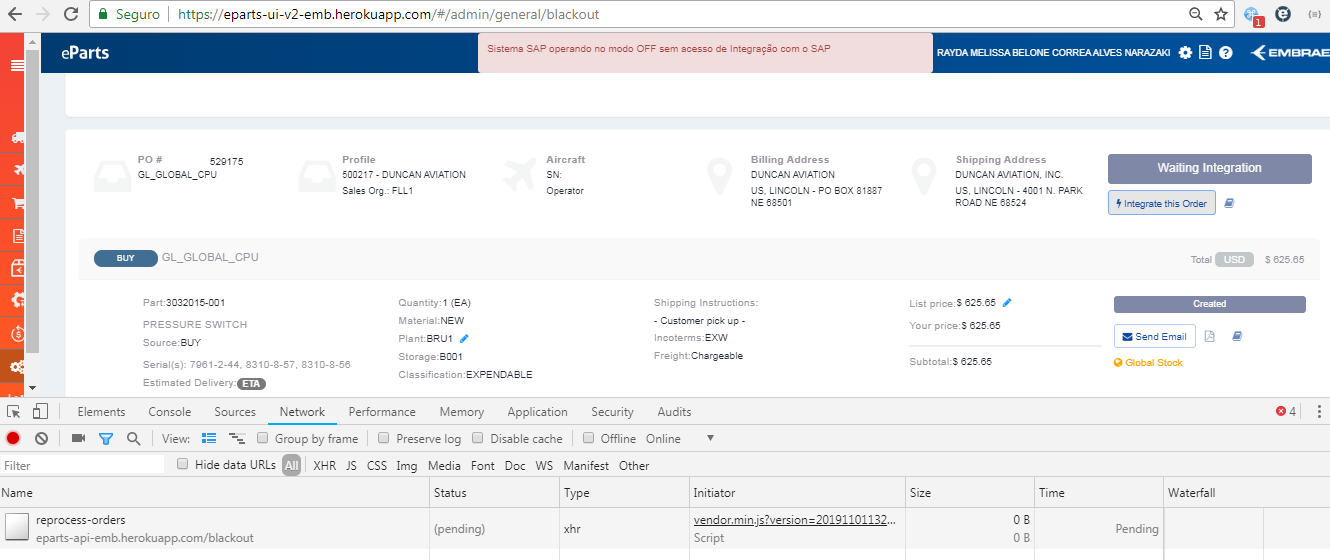 Seguro https://eparts-ui-v2-emb.herokuapp.com/#/admin/general/blackout
1
eParts
Sistema SAP operando no modo OFF sem acesso de Integração com o SAP
RAYDA MELISSA BELONE CORREA ALVES NARAZAKI
EMBRAE
PO # 529175
GL_GLOBAL_CPU
Profile
500217 - DUNCAN AVIATION
Sales Org.: FLL1
Aircraft
SN:
Operator
Billing Address
DUNCAN AVIATION
US, LINCOLN - PO BOX 81887
NE 68501
Shipping Address
DUNCAN AVIATION, INC.
US, LINCOLN - 4001 N. PARK
ROAD NE 68524
Waiting Integration
Integrate this Order
BUY GL_GLOBAL_CPU
Total USD $ 625.65
Part:3032015-001
PRESSURE SWITCH
Source:BUY
Serial(s): 7961-2-44, 8310-8-57, 8310-8-56
Estimated Delivery: ETA
Quantity:1 (EA)
Material:NEW
Plant:BRU1
Storage:B001
Classification:EXPENDABLE
Shipping Instructions:
- Customer pick up -
Incoterms:EXW
Freight:Chargeable
List price:$ 625.65
Your price:$ 625.65
Subtotal:$ 625.65
Created
Send Email
Global Stock
Elements Console Sources Network Performance Memory Application Security Audits 4
View: Group by frame Preserve log Disable cache Offline Online
Filter Hide data URLs All XHR JS CSS Img Media Font Doc WS Manifest Other
Name Status Type Initiator Size Time Waterfall
reprocess-orders
eparts-api-emb.herokuapp.com/blackout
(pending)
xhr
vendor.min.js?version=20191101132...
Script
0 B
0 B
Pending